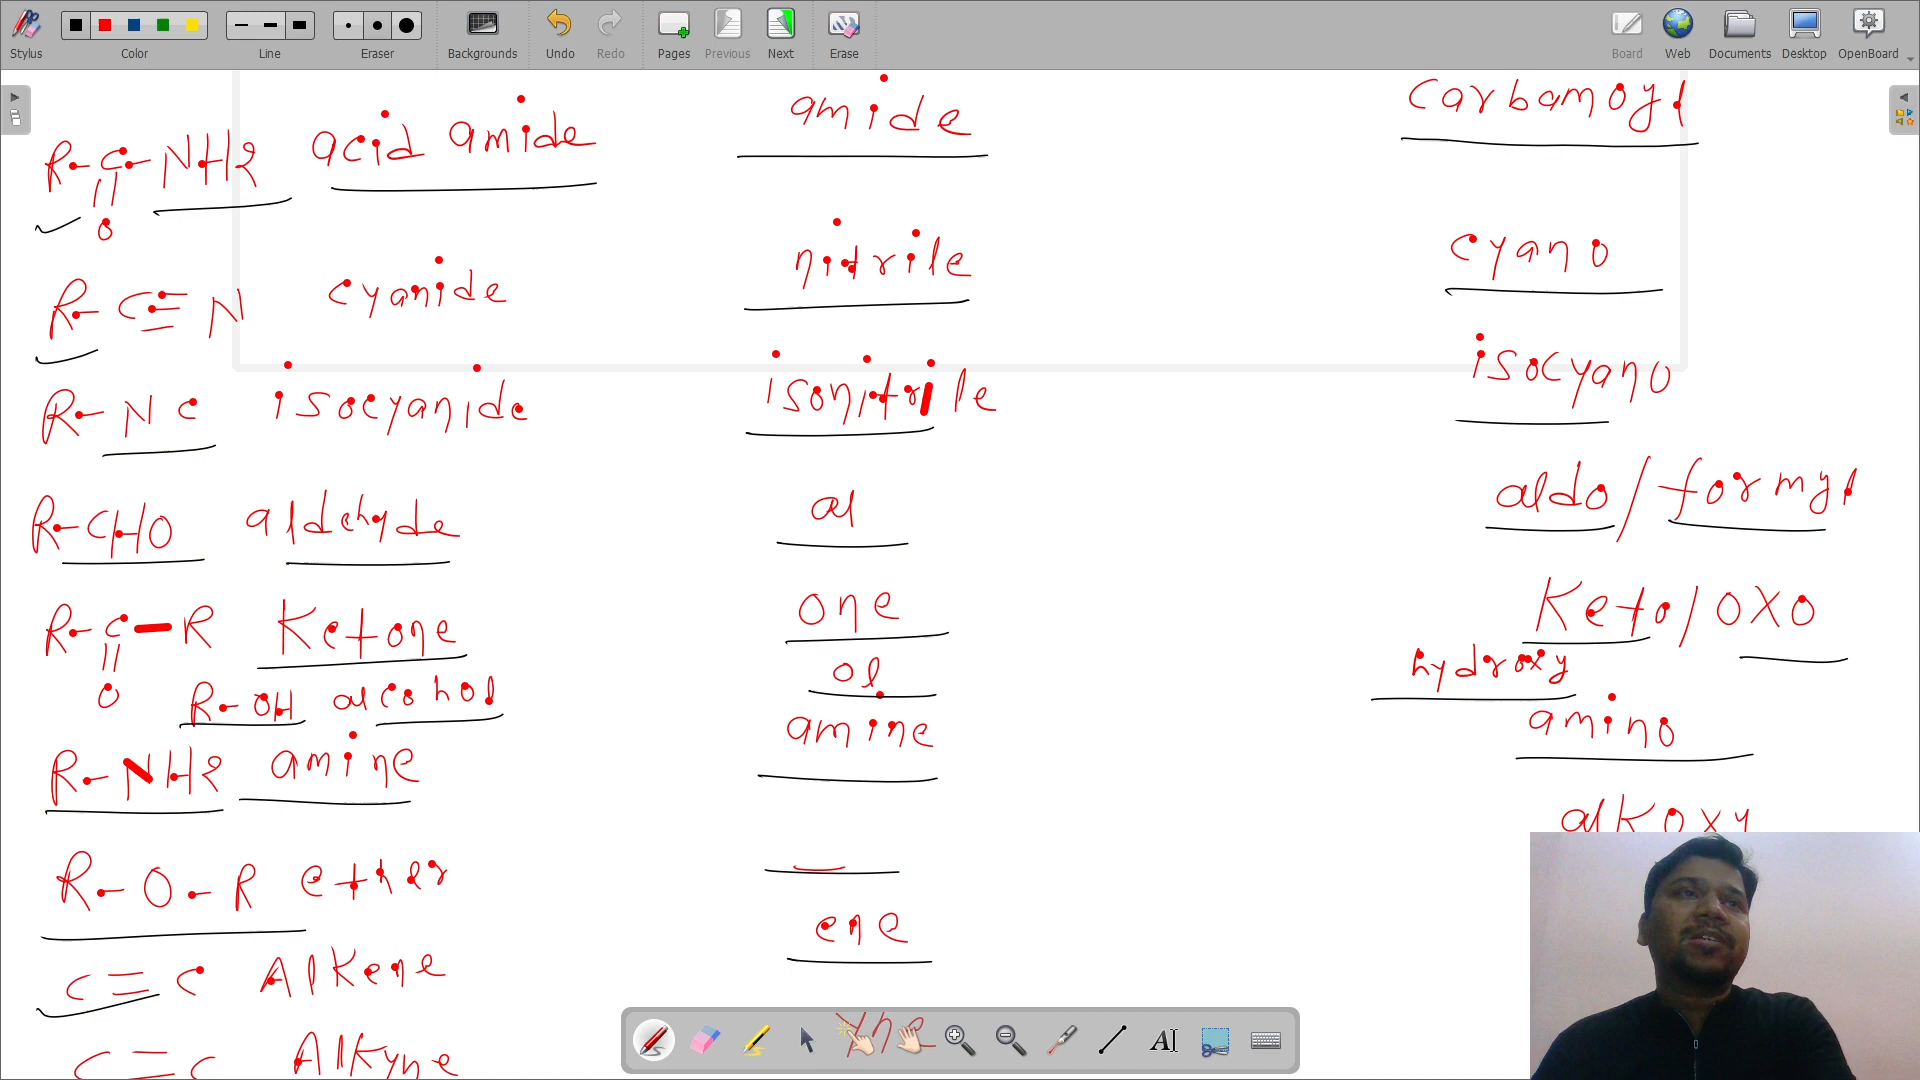 Stylus Color Line Eraser Backgrounds Undo Redo Pages Previous Next Erase Board Web Documents Desktop OpenBoard
R-C-NH2 acid amide amide carbamoyl
O
R-C≡N cyanide nitrile cyano
R-NC isocyanide isonitrile isocyano
R-CHO aldehyde al aldo/formyl
R-C-R Ketone one Keto/oxo
O
R-OH alcohol ol hydroxy
R-NH2 amine amine amino
alkoxy
R-O-R ether —
C=C Alkene ene
Alkyne yne